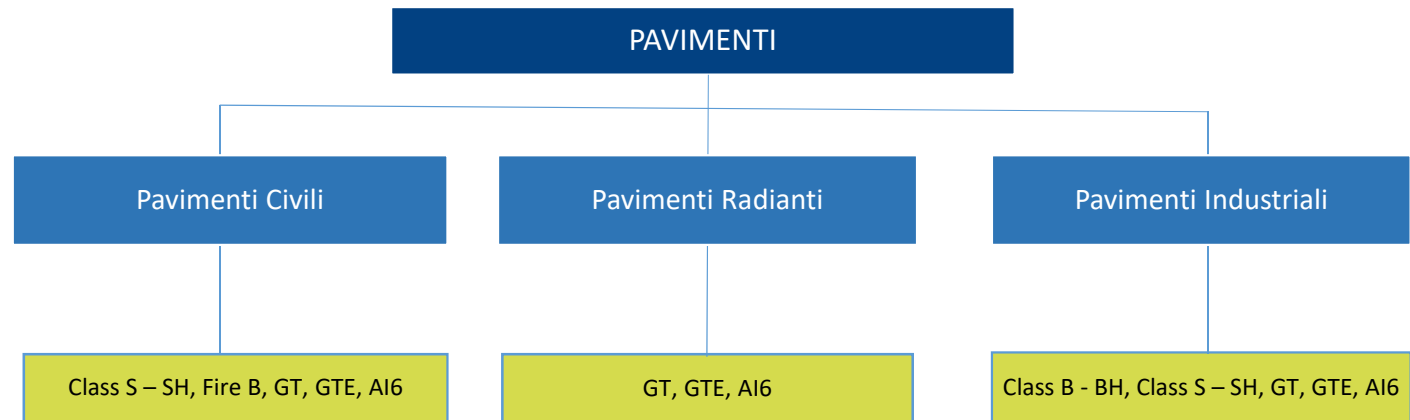 PAVIMENTI
Pavimenti Civili
Pavimenti Radianti
Pavimenti Industriali
Class S – SH, Fire B, GT, GTE, AI6
GT, GTE, AI6
Class B - BH, Class S – SH, GT, GTE, AI6